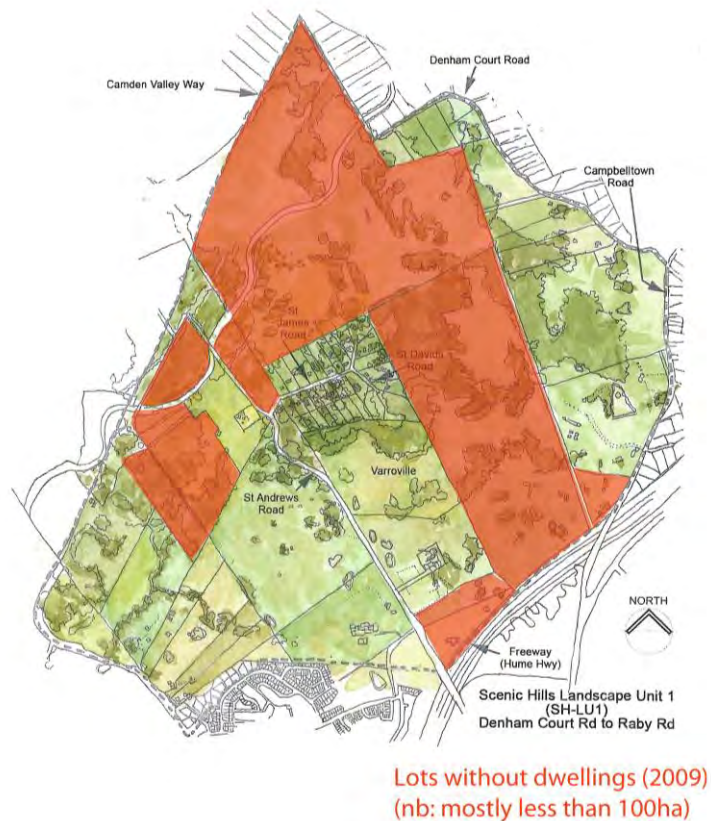 Denham Court Road
Camden Valley Way
Campbelltown
Road
St
James
Road
St Davids
Road
Varroville
St Andrews
Road
NORTH
Freeway
(Hume Hwy)
Scenic Hills Landscape Unit 1
(SH-LU1)
Denham Court Rd to Raby Rd
Lots without dwellings (2009)
(nb: mostly less than 100ha)